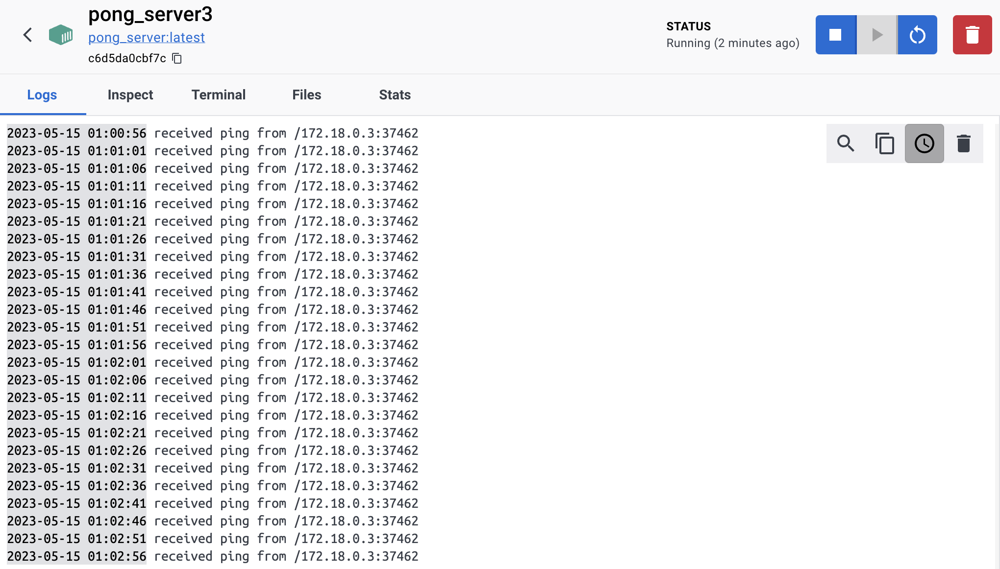 pong_server3
pong_server:latest
c6d5da0cbf7c
STATUS
Running (2 minutes ago)
Logs Inspect Terminal Files Stats
2023-05-15 01:00:56 received ping from /172.18.0.3:37462
2023-05-15 01:01:01 received ping from /172.18.0.3:37462
2023-05-15 01:01:06 received ping from /172.18.0.3:37462
2023-05-15 01:01:11 received ping from /172.18.0.3:37462
2023-05-15 01:01:16 received ping from /172.18.0.3:37462
2023-05-15 01:01:21 received ping from /172.18.0.3:37462
2023-05-15 01:01:26 received ping from /172.18.0.3:37462
2023-05-15 01:01:31 received ping from /172.18.0.3:37462
2023-05-15 01:01:36 received ping from /172.18.0.3:37462
2023-05-15 01:01:41 received ping from /172.18.0.3:37462
2023-05-15 01:01:46 received ping from /172.18.0.3:37462
2023-05-15 01:01:51 received ping from /172.18.0.3:37462
2023-05-15 01:01:56 received ping from /172.18.0.3:37462
2023-05-15 01:02:01 received ping from /172.18.0.3:37462
2023-05-15 01:02:06 received ping from /172.18.0.3:37462
2023-05-15 01:02:11 received ping from /172.18.0.3:37462
2023-05-15 01:02:16 received ping from /172.18.0.3:37462
2023-05-15 01:02:21 received ping from /172.18.0.3:37462
2023-05-15 01:02:26 received ping from /172.18.0.3:37462
2023-05-15 01:02:31 received ping from /172.18.0.3:37462
2023-05-15 01:02:36 received ping from /172.18.0.3:37462
2023-05-15 01:02:41 received ping from /172.18.0.3:37462
2023-05-15 01:02:46 received ping from /172.18.0.3:37462
2023-05-15 01:02:51 received ping from /172.18.0.3:37462
2023-05-15 01:02:56 received ping from /172.18.0.3:37462